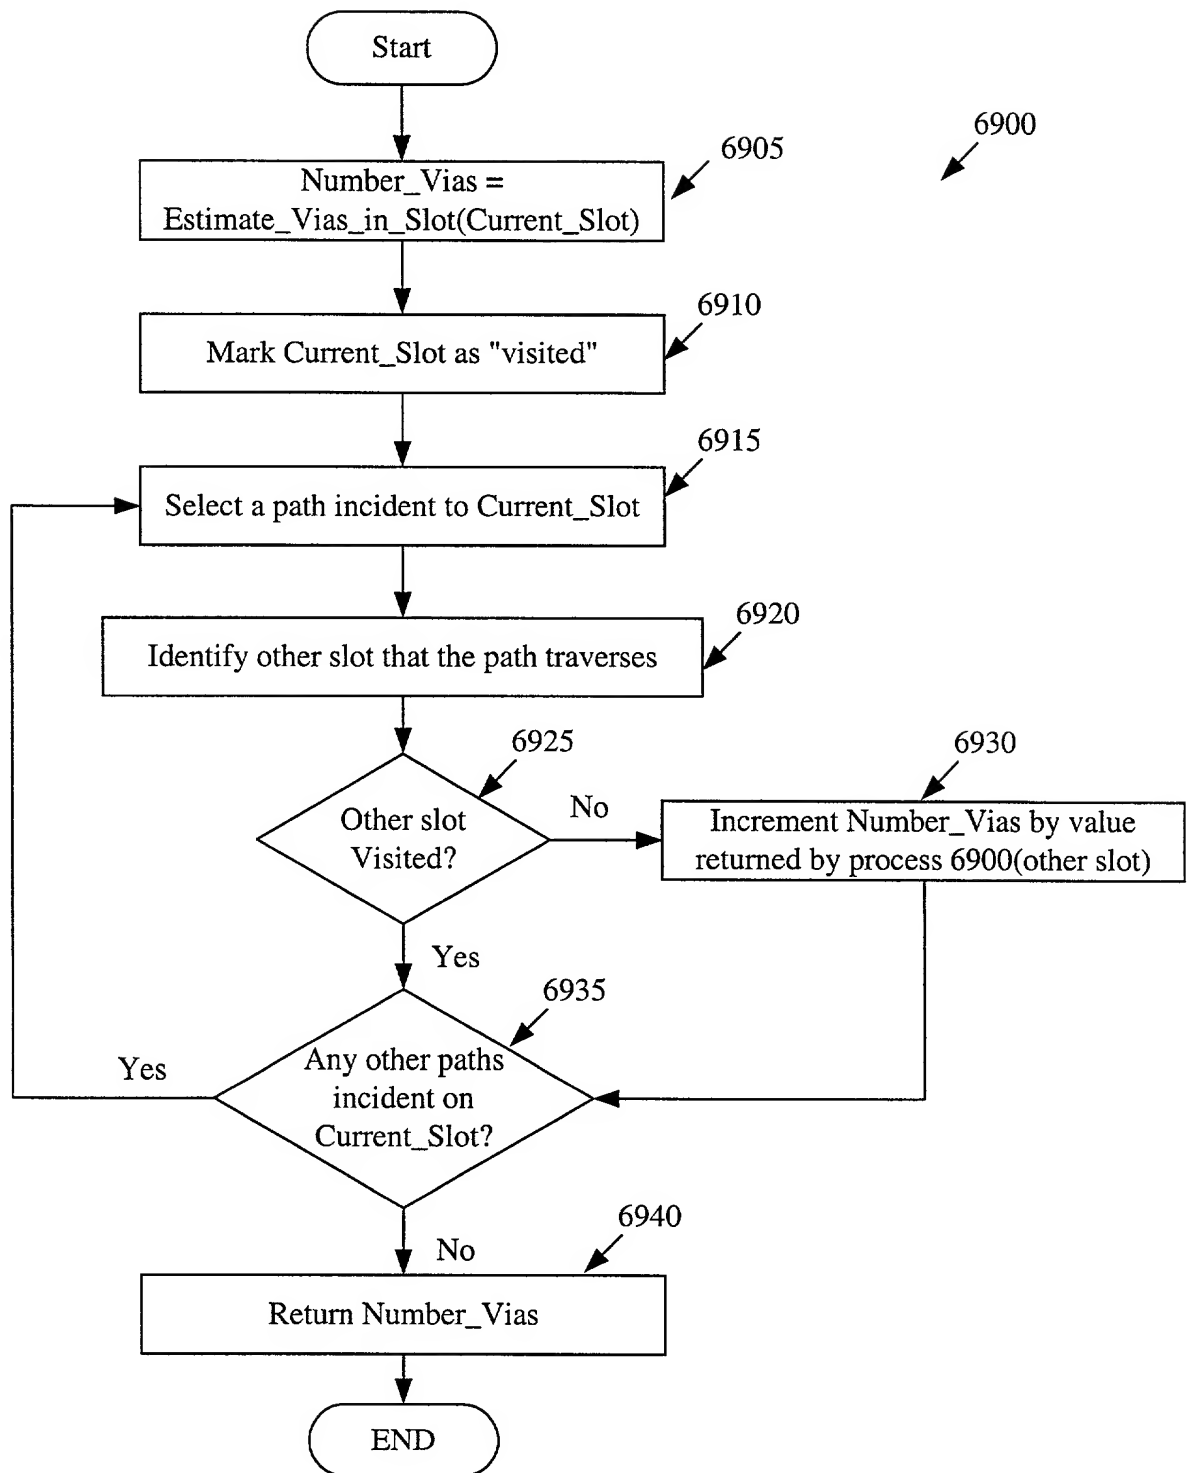 Start
6900
6905
Number_Vias =
Estimate_Vias_in_Slot(Current_Slot)
6910
Mark Current_Slot as "visited"
6915
Select a path incident to Current_Slot
6920
Identify other slot that the path traverses
6925
Other slot
Visited?
No
6930
Increment Number_Vias by value
returned by process 6900(other slot)
Yes
6935
Any other paths
incident on
Current_Slot?
Yes
No
6940
Return Number_Vias
END